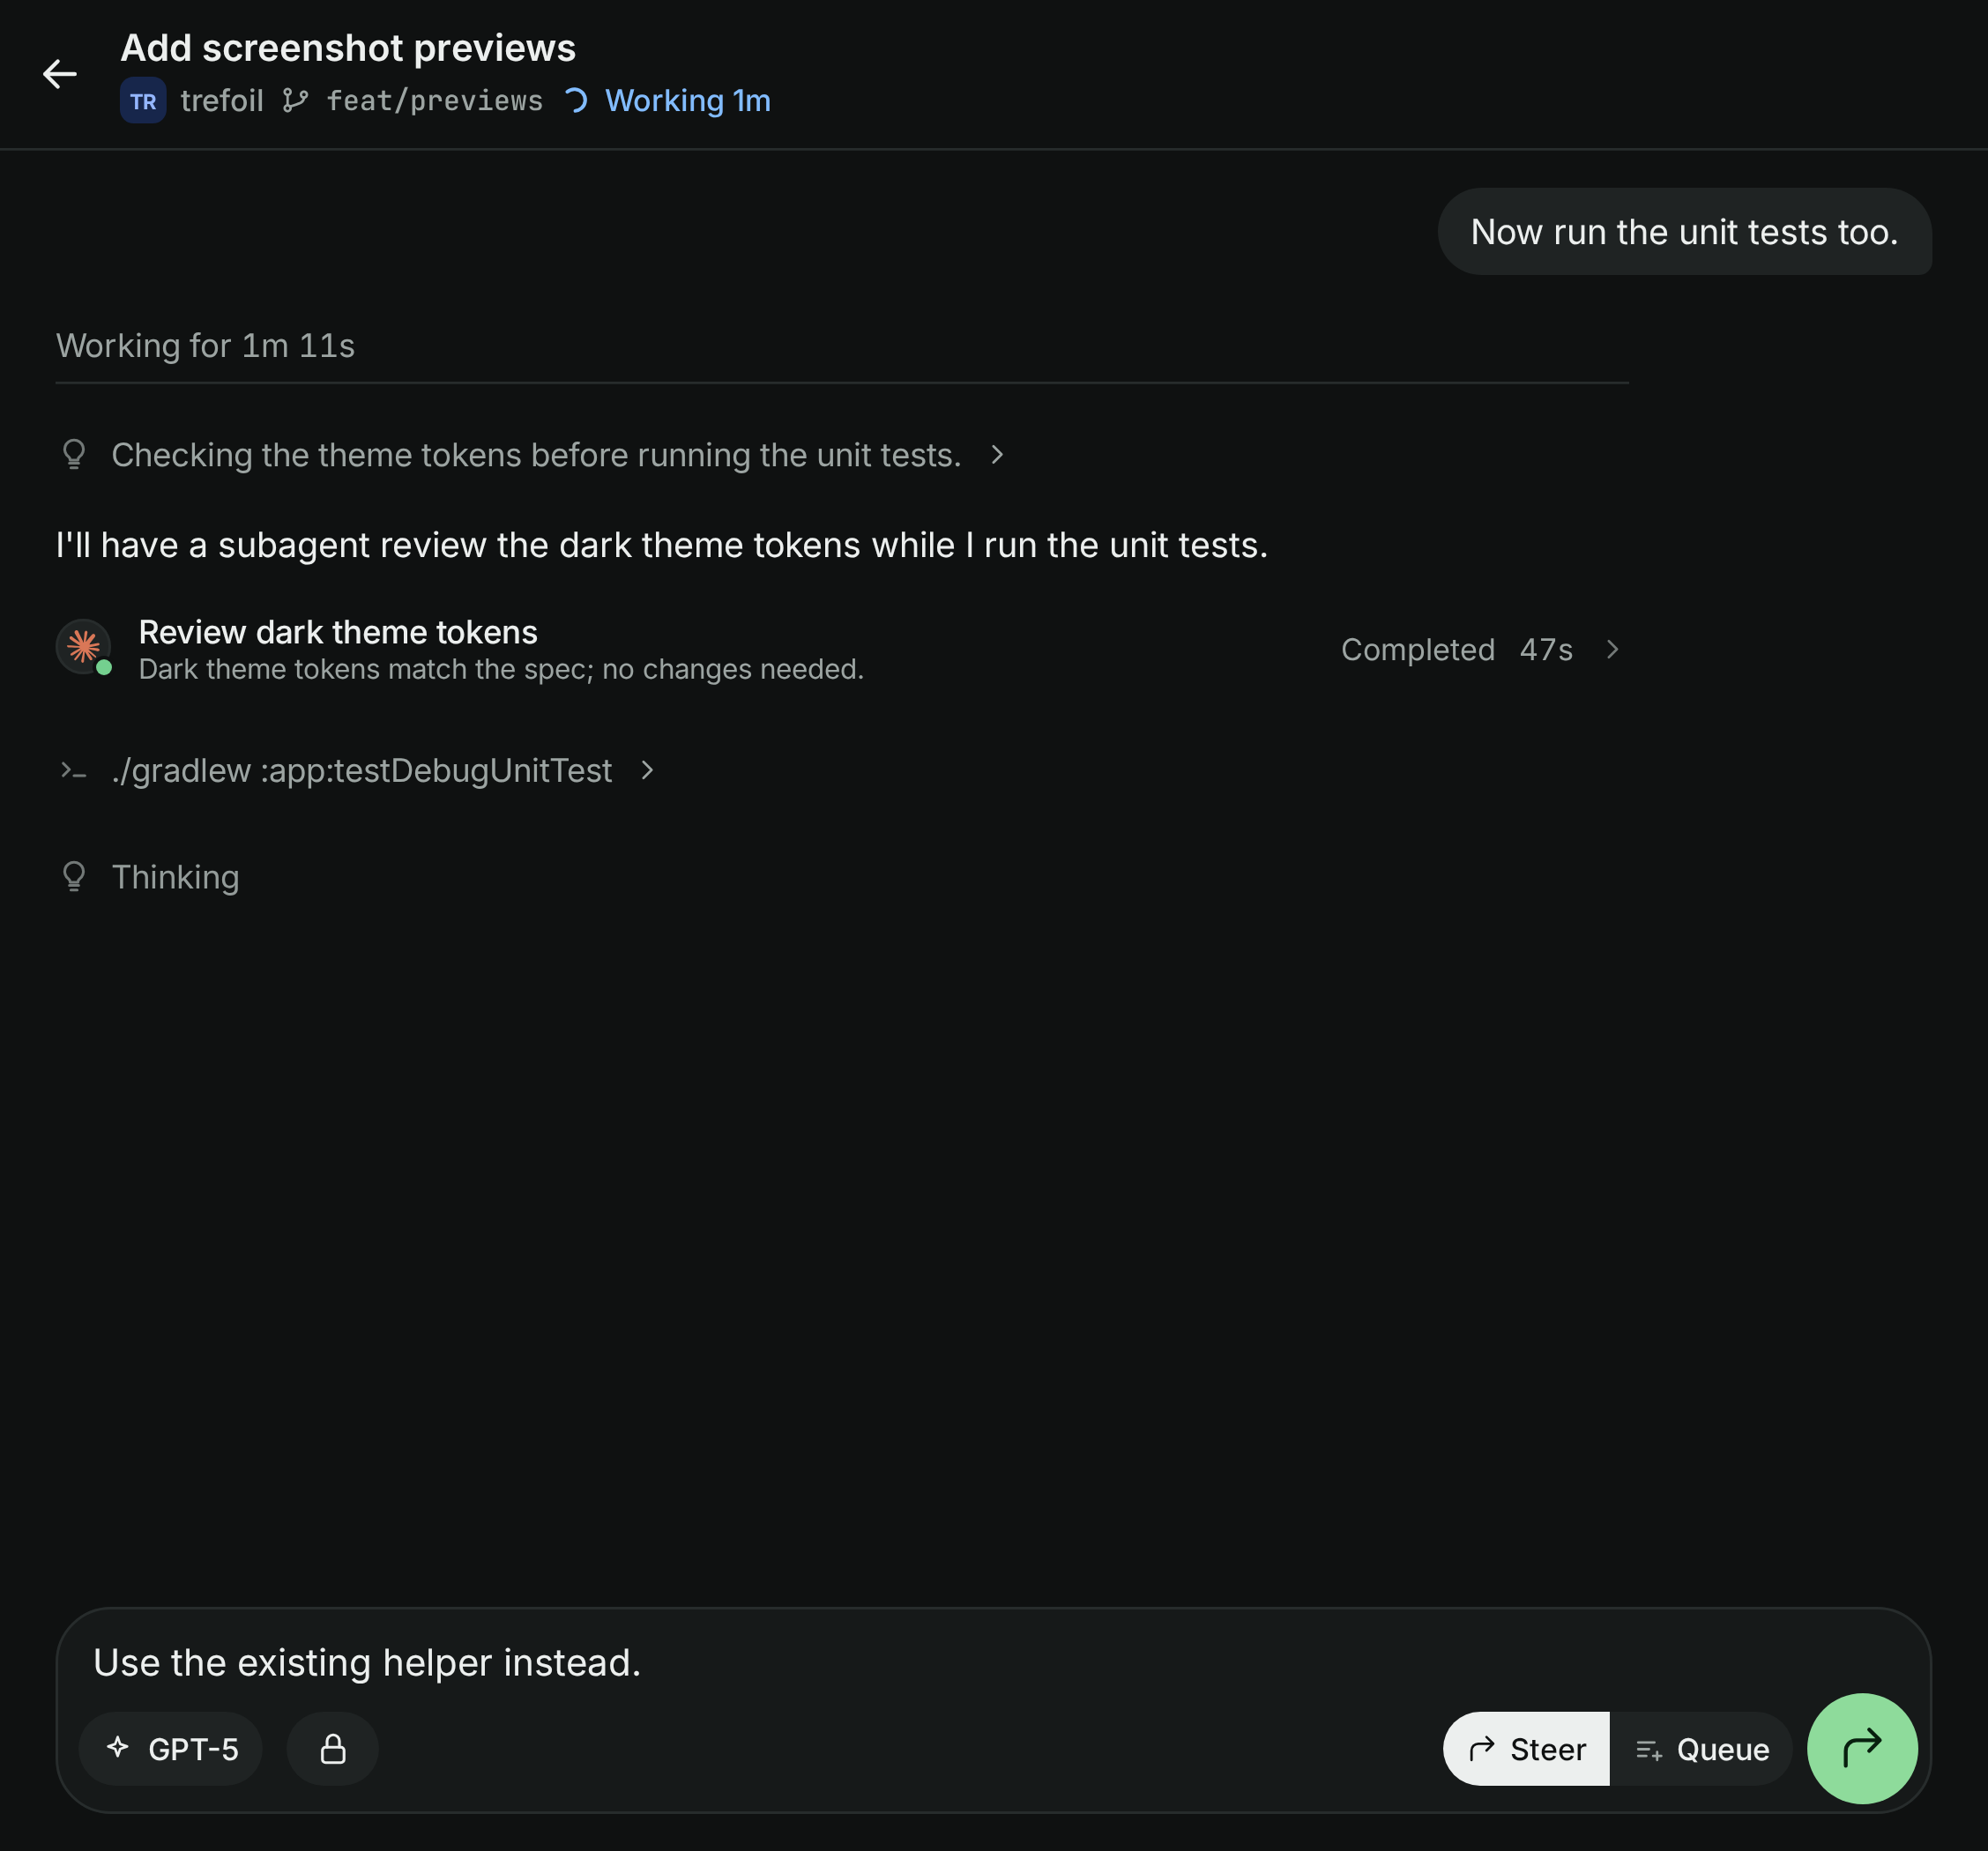 Add screenshot previews
TR trefoil feat/previews Working 1m
Now run the unit tests too.
Working for 1m 11s
Checking the theme tokens before running the unit tests.
I'll have a subagent review the dark theme tokens while I run the unit tests.
Review dark theme tokens
Dark theme tokens match the spec; no changes needed.
Completed 47s
./gradlew :app:testDebugUnitTest
Thinking
Use the existing helper instead.
GPT-5 Steer Queue